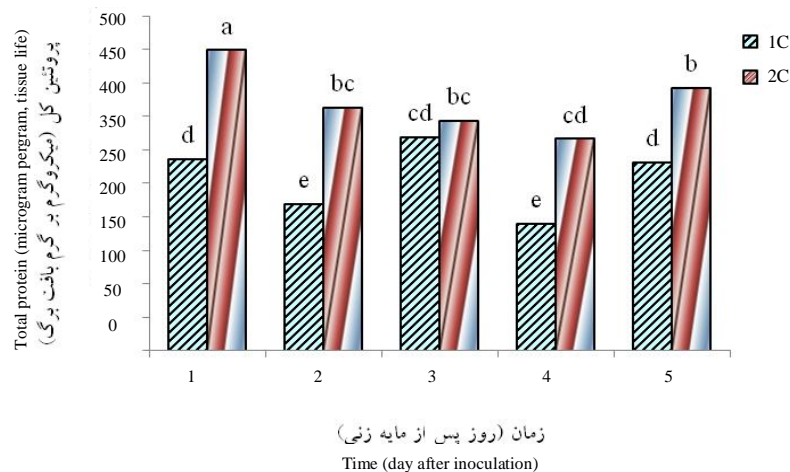 500
450
400
350
300
250
200
150
100
50
0
Total protein (microgram pergram, tissue life)
پروتئین کل (میکروگرم بر گرم بافت برگ)
a
d
bc
e
cd
bc
cd
e
b
d
1C
2C
1
2
3
4
5
زمان (روز پس از مایه زنی)
Time (day after inoculation)